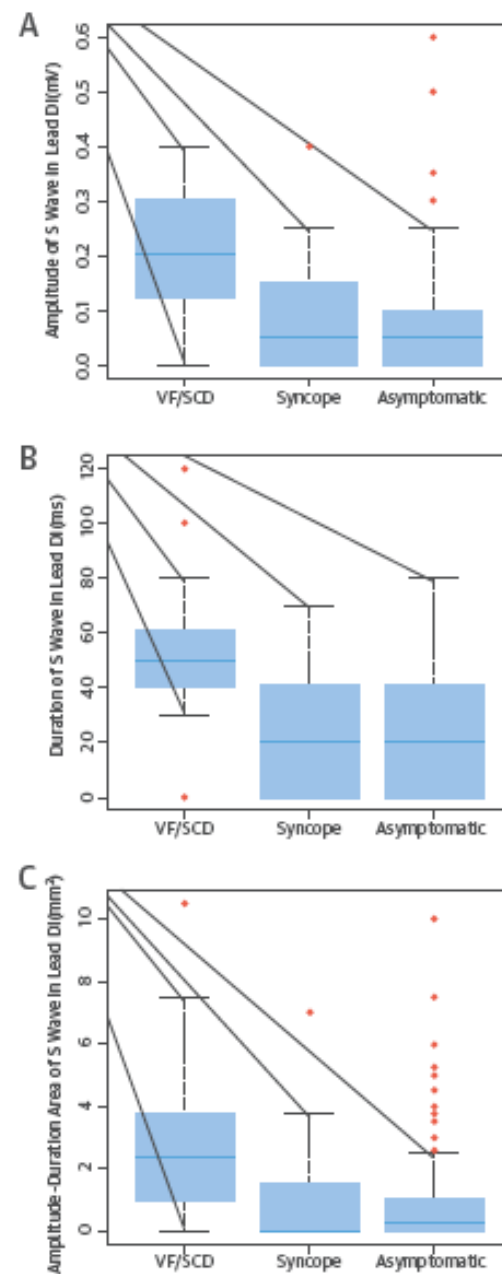 A
Amplitude of S Wave In Lead DI(mV)
0.6
0.5
0.4
0.3
0.2
0.1
0.0
VF/SCD Syncope Asymptomatic
B
Duration of S Wave In Lead DI(ms)
120
100
80
60
40
20
0
VF/SCD Syncope Asymptomatic
C
Amplitude-Duration Area of S Wave In Lead DI(mm²)
10
8
6
4
2
0
VF/SCD Syncope Asymptomatic